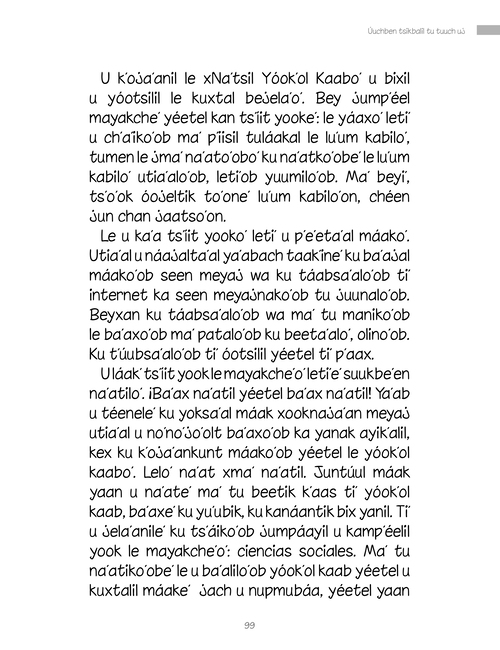 Úuchben tsikbalil tu tuuch uj
U k'oja'anil le xNa'tsil Yóok'ol Kaabo' u bixil
u yóotsilil le kuxtal bejela'o'. Bey jump'éel
mayakche' yéetel kan ts'íit yooke': le yáaxo' leti'
u ch'a'iko'ob ma' p'iisil tuláakal le lu'um kabilo',
tumen le jma' na'ato'obo' ku na'atko'obe' le lu'um
kabilo' utia'alo'ob, leti'ob yuumilo'ob. Ma' beyi',
ts'o'ok óojeltik to'one' lu'um kabilo'on, chéen
jun chan jaatso'on.
Le u ka'a ts'íit yooko' leti' u p'e'eta'al máako'.
Utia'al u náajalta'al ya'abach taak'ine' ku ba'ajal
máako'ob seen meyaj wa ku táabsa'alo'ob ti'
internet ka seen meyajnako'ob tu juunalo'ob.
Beyxan ku táabsa'alo'ob wa ma' tu maniko'ob
le ba'axo'ob ma' patalo'ob ku beeta'alo', olino'ob.
Ku t'úubsa'alo'ob ti' óotsilil yéetel ti' p'aax.
U láak' ts'íit yook le mayakche'o' leti'e' suukbe'en
na'atilo'. ¡Ba'ax na'atil yéetel ba'ax na'atil! Ya'ab
u téenele' ku yoksa'al máak xooknaja'an meyaj
utia'al u no'no'jo'olt ba'axo'ob ka yanak ayik'alil,
kex ku k'oja'ankunt máako'ob yéetel le yóok'ol
kaabo'. Lelo' na'at xma' na'atil. Juntúul máak
yaan u na'ate' ma' tu beetik k'aas ti' yóok'ol
kaab, ba'axe' ku yu'ubik, ku kanáantik bix yanil. Ti'
u jela'anile' ku ts'áiko'ob jumpáayil u kamp'éelil
yook le mayakche'o': ciencias sociales. Ma' tu
na'atiko'obe' le u ba'alilo'ob yóok'ol kaab yéetel u
kuxtalil máake' jach u nupmubáa, yéetel yaan
99